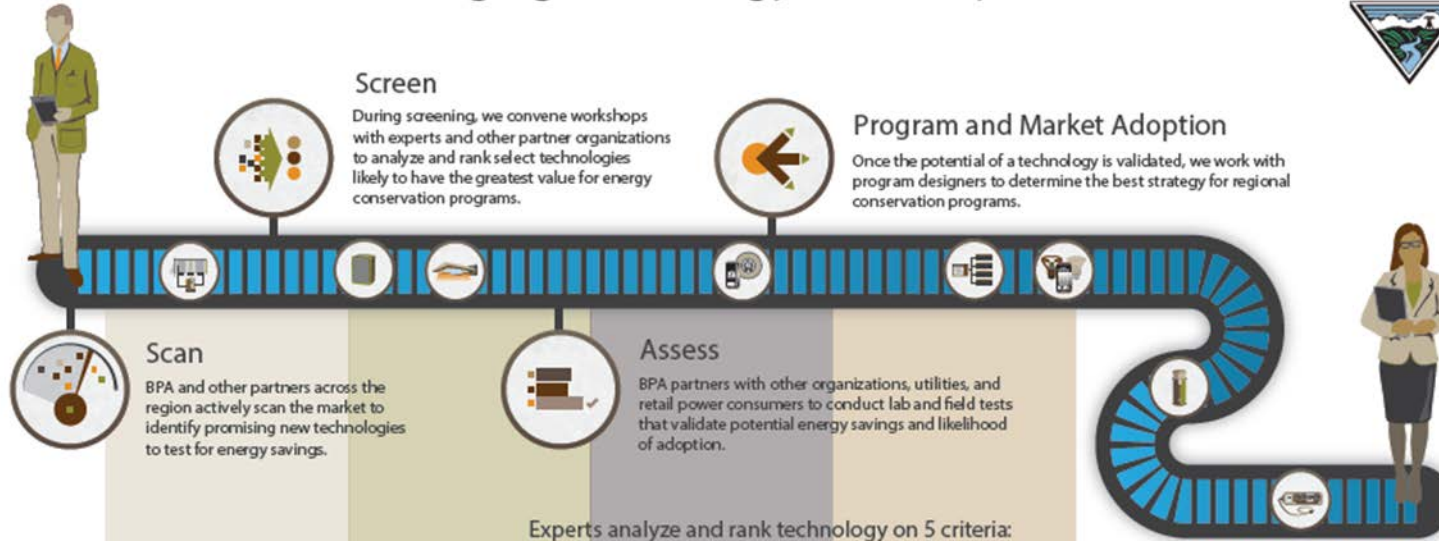 Screen
During screening, we convene workshops
with experts and other partner organizations
to analyze and rank select technologies
likely to have the greatest value for energy
conservation programs.
Program and Market Adoption
Once the potential of a technology is validated, we work with
program designers to determine the best strategy for regional
conservation programs.
Scan
BPA and other partners across the
region actively scan the market to
identify promising new technologies
to test for energy savings.
Assess
BPA partners with other organizations, utilities, and
retail power consumers to conduct lab and field tests
that validate potential energy savings and likelihood
of adoption.
Experts analyze and rank technology on 5 criteria: